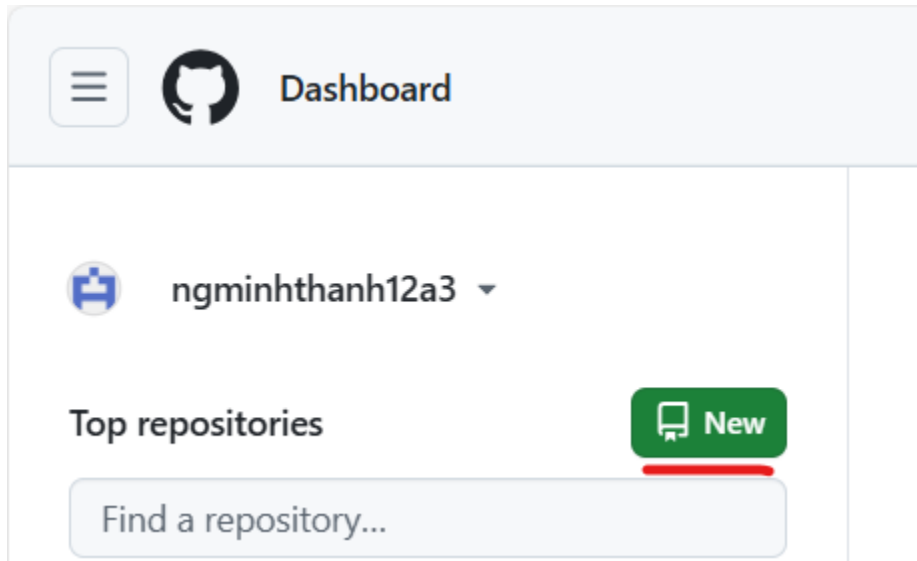 Dashboard
ngminhthanh12a3
Top repositories
New
Find a repository...